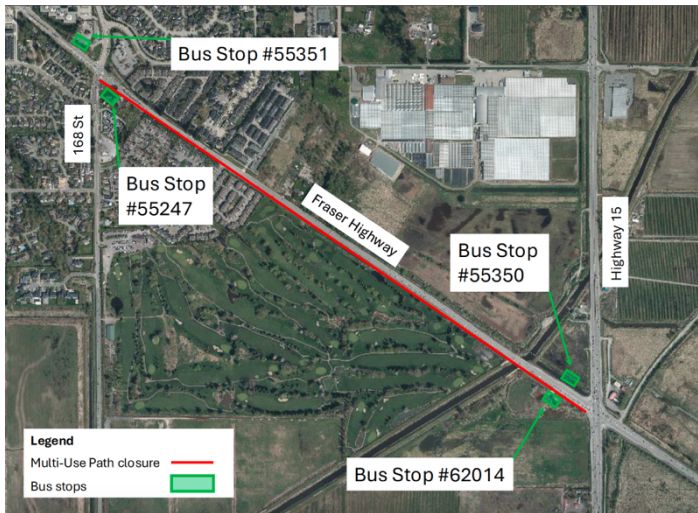 Bus Stop #55351
168 St
Bus Stop
#55247
Fraser Highway
Highway 15
Bus Stop
#55350
Legend
Multi-Use Path closure
Bus stops
Bus Stop #62014